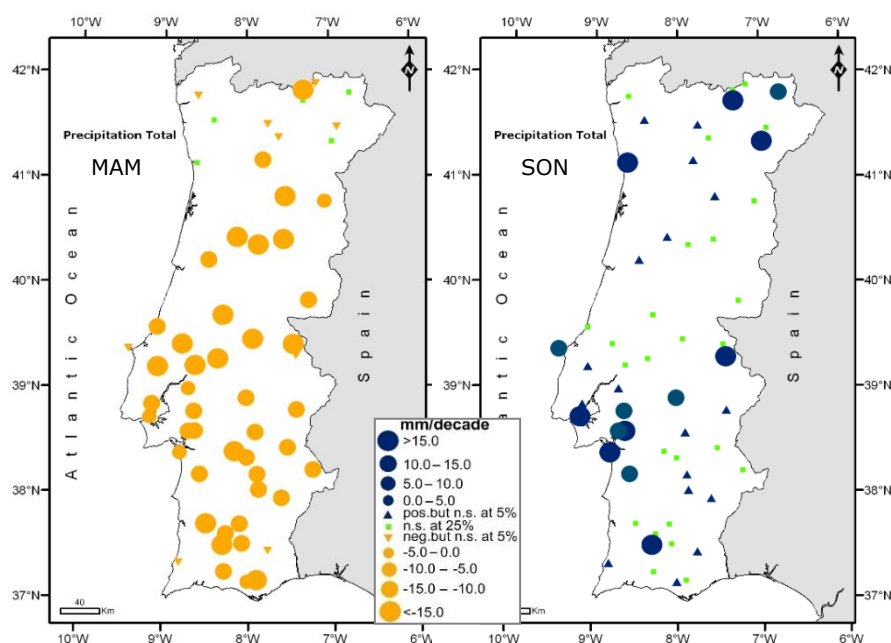 10°W 9°W 8°W 7°W 6°W
10°W 9°W 8°W 7°W 6°W
42°N
41°N
40°N
39°N
38°N
37°N
N
Precipitation Total
MAM
Atlantic Ocean
Spain
40
Km
10°W 9°W 8°W 7°W 6°W
N
Precipitation Total
SON
Atlantic Ocean
Spain
mm/decade
>15.0
10.0 – 15.0
5.0 – 10.0
0.0 – 5.0
pos.but n.s. at 5%
n.s. at 25%
neg.but n.s. at 5%
-5.0 – 0.0
-10.0 – -5.0
-15.0 – -10.0
<-15.0
Km
42°N
41°N
40°N
39°N
38°N
37°N
10°W 9°W 8°W 7°W 6°W